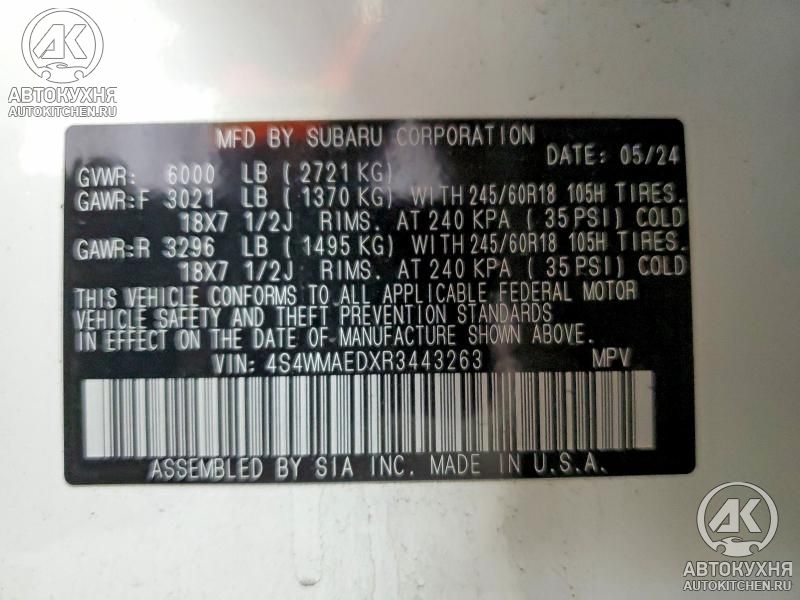 AK
АВТОКУХНЯ
AUTOKITCHEN.RU
MFD BY SUBARU CORPORATION
DATE: 05/24
GVWR: 6000 LB ( 2721 KG)
GAWR:F 3021 LB ( 1370 KG) WITH 245/60R18 105H TIRES.
18X7 1/2J RIMS. AT 240 KPA ( 35 PSI) COLD
GAWR:R 3296 LB ( 1495 KG) WITH 245/60R18 105H TIRES.
18X7 1/2J RIMS. AT 240 KPA ( 35 PSI) COLD
THIS VEHICLE CONFORMS TO ALL APPLICABLE FEDERAL MOTOR
VEHICLE SAFETY AND THEFT PREVENTION STANDARDS
IN EFFECT ON THE DATE OF MANUFACTURE SHOWN ABOVE.
VIN: 4S4WMAEDXR3443263 MPV
ASSEMBLED BY SIA INC. MADE IN U.S.A.
AK
АВТОКУХНЯ
AUTOKITCHEN.RU